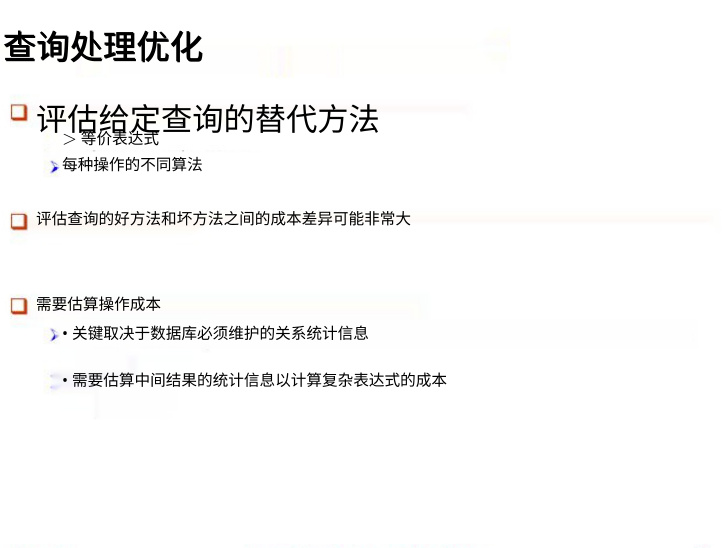 查询处理优化
评估给定查询的替代方法
＞等价表达式
每种操作的不同算法
评估查询的好方法和坏方法之间的成本差异可能非常大
需要估算操作成本
• 关键取决于数据库必须维护的关系统计信息
• 需要估算中间结果的统计信息以计算复杂表达式的成本